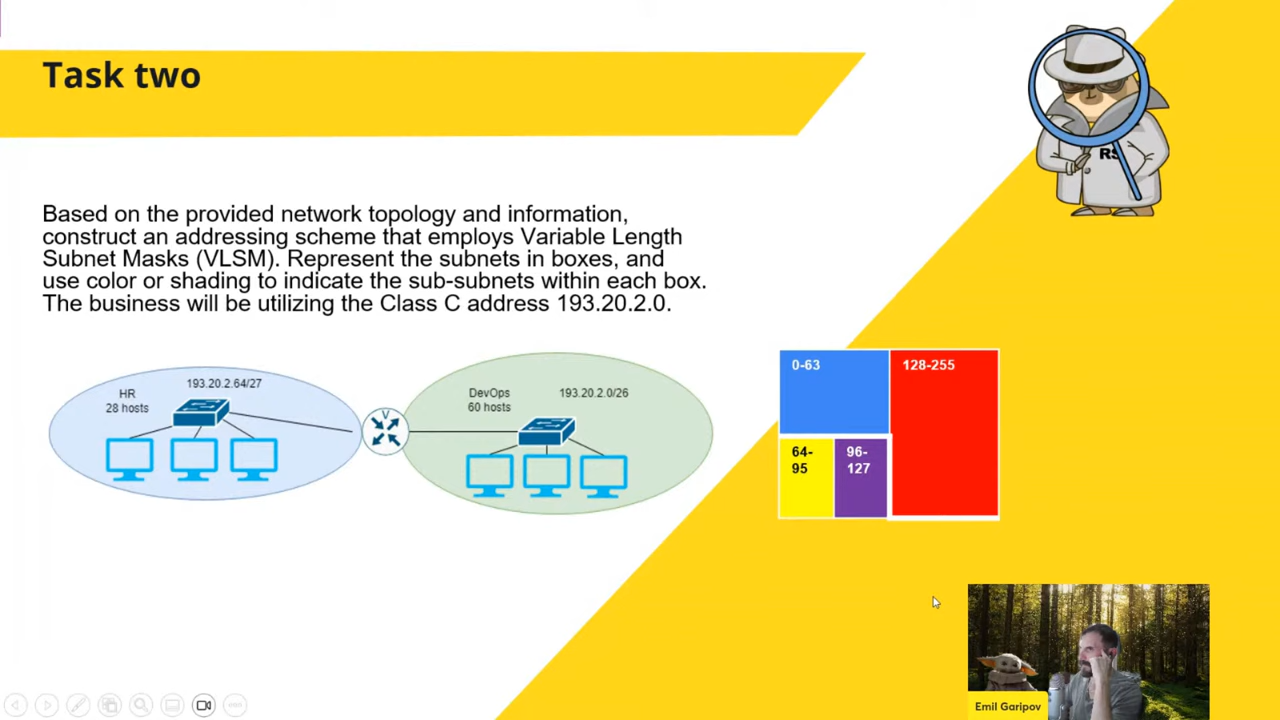 Task two
RS
Based on the provided network topology and information,
construct an addressing scheme that employs Variable Length
Subnet Masks (VLSM). Represent the subnets in boxes, and
use color or shading to indicate the sub-subnets within each box.
The business will be utilizing the Class C address 193.20.2.0.
HR
28 hosts
193.20.2.64/27
V
DevOps
60 hosts
193.20.2.0/26
0-63
128-255
64-
95
96-
127
Emil Garipov